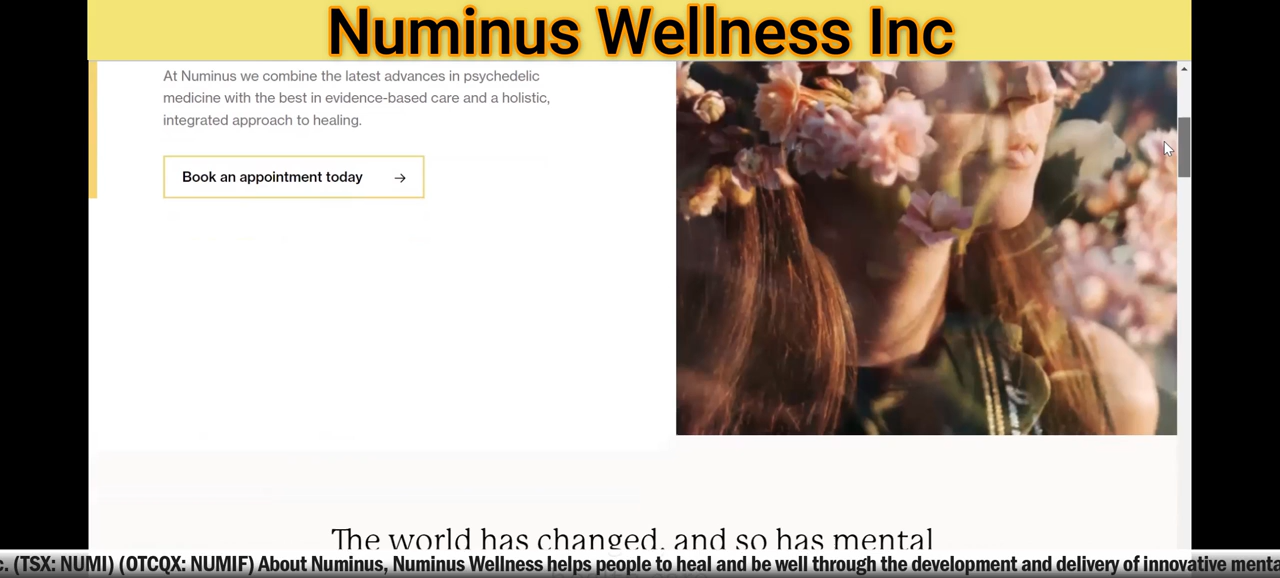 Numinus Wellness Inc
At Numinus we combine the latest advances in psychedelic
medicine with the best in evidence-based care and a holistic,
integrated approach to healing.
Book an appointment today →
The world has changed, and so has mental
c. (TSX: NUMI) (OTCQX: NUMIF) About Numinus, Numinus Wellness helps people to heal and be well through the development and delivery of innovative menta